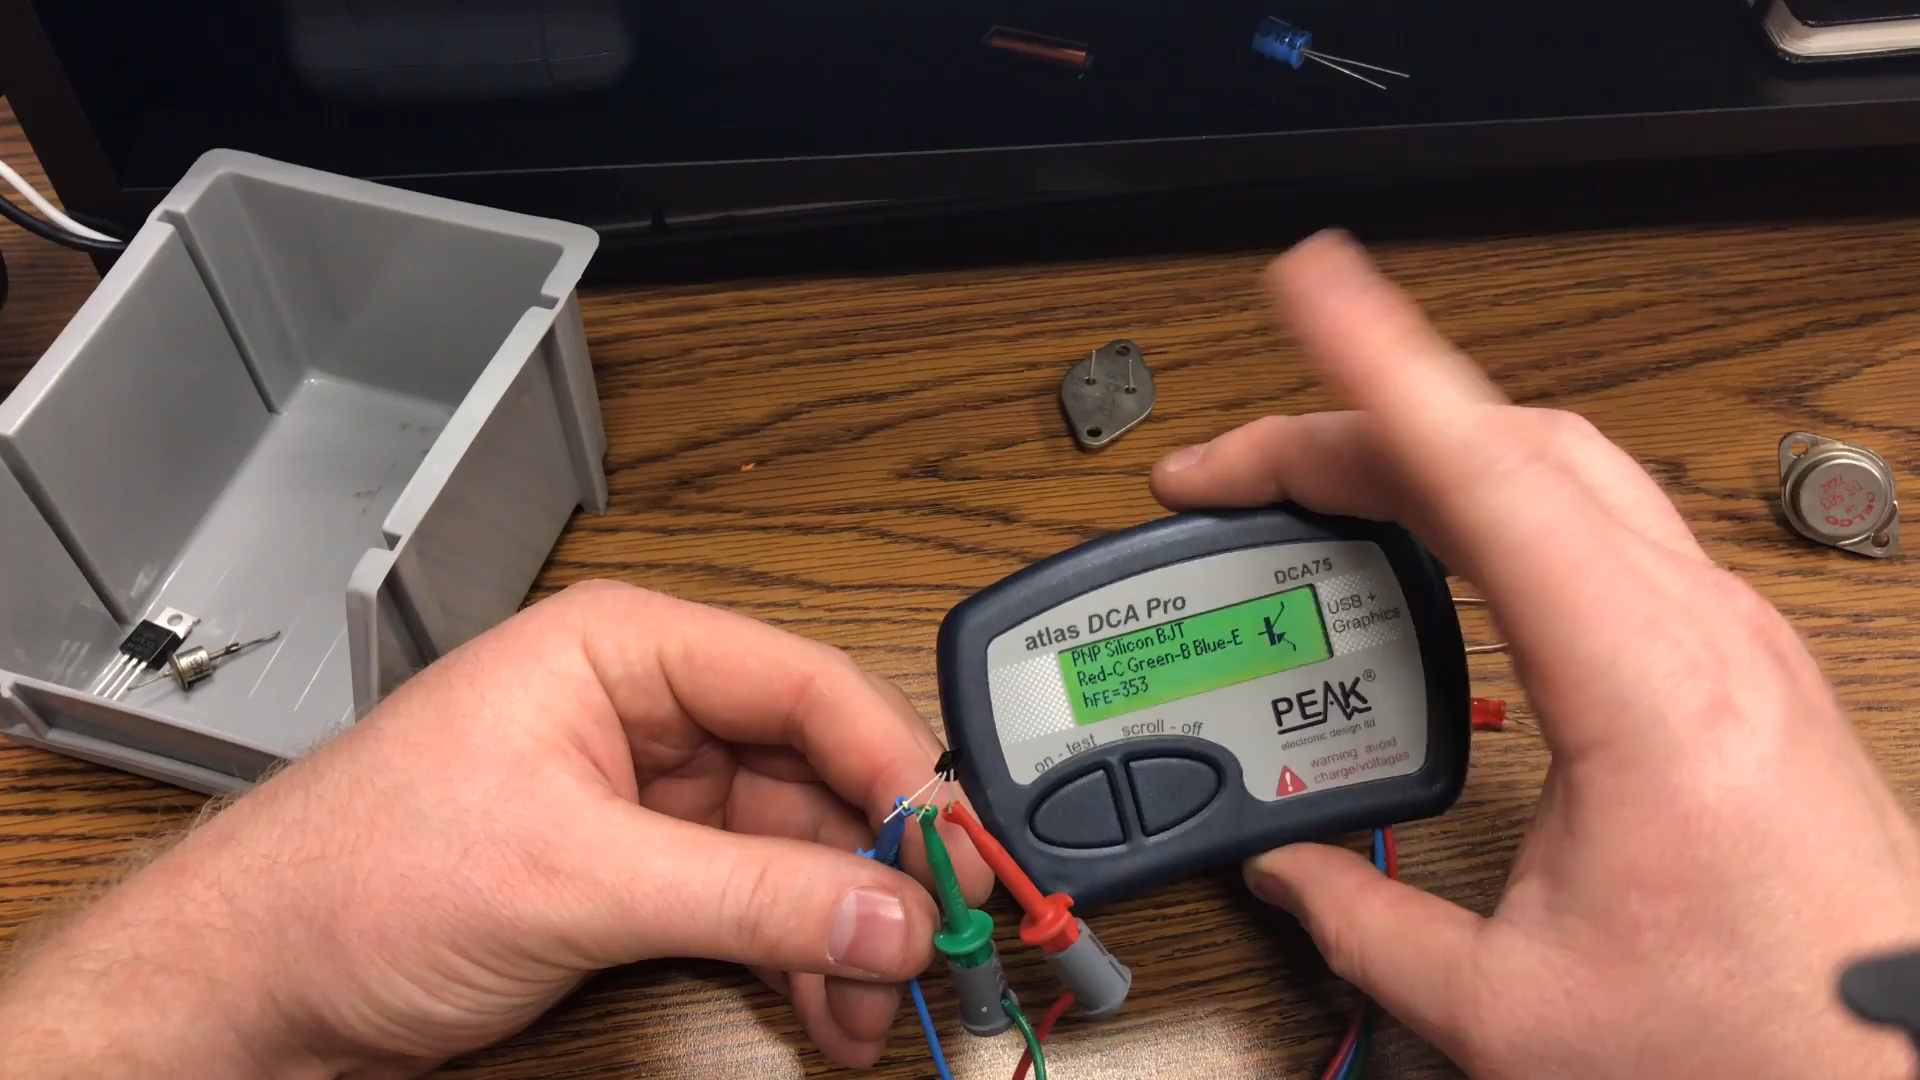 atlas DCA Pro
DCA75
USB +
Graphics
PNP Silicon BJT
Red-C Green-B Blue-E
hFE=353
PEAK®
electronic design ltd
on - test
scroll - off
warning avoid
charge/voltages
DELCO